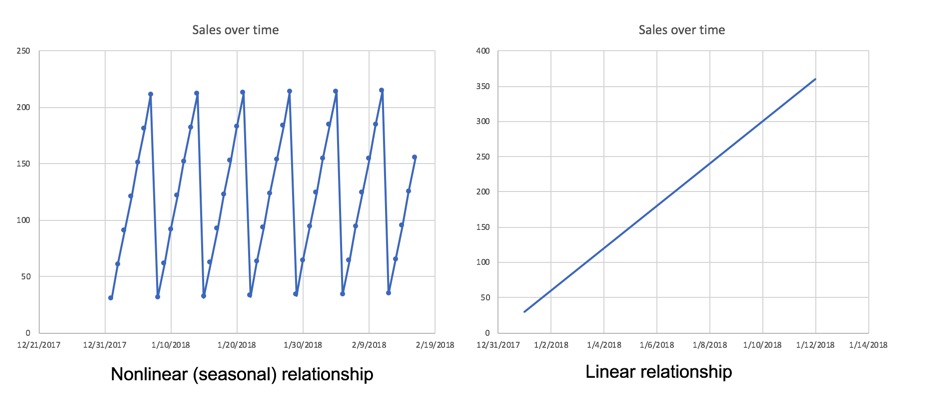 Sales over time
250
200
150
100
50
0
12/21/2017 12/31/2017 1/10/2018 1/20/2018 1/30/2018 2/9/2018 2/19/2018
Nonlinear (seasonal) relationship
Sales over time
400
350
300
250
200
150
100
50
0
12/31/2017 1/2/2018 1/4/2018 1/6/2018 1/8/2018 1/10/2018 1/12/2018 1/14/2018
Linear relationship